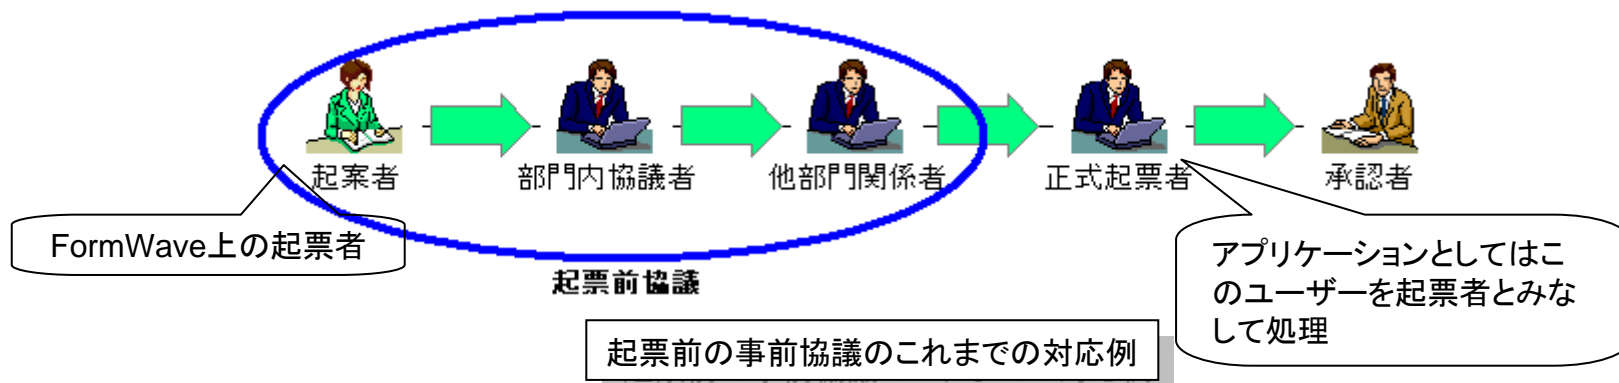 起案者
部門内協議者
他部門関係者
正式起票者
承認者
FormWave上の起票者
起票前協議
アプリケーションとしてはこ
のユーザーを起票者とみな
して処理
起票前の事前協議のこれまでの対応例